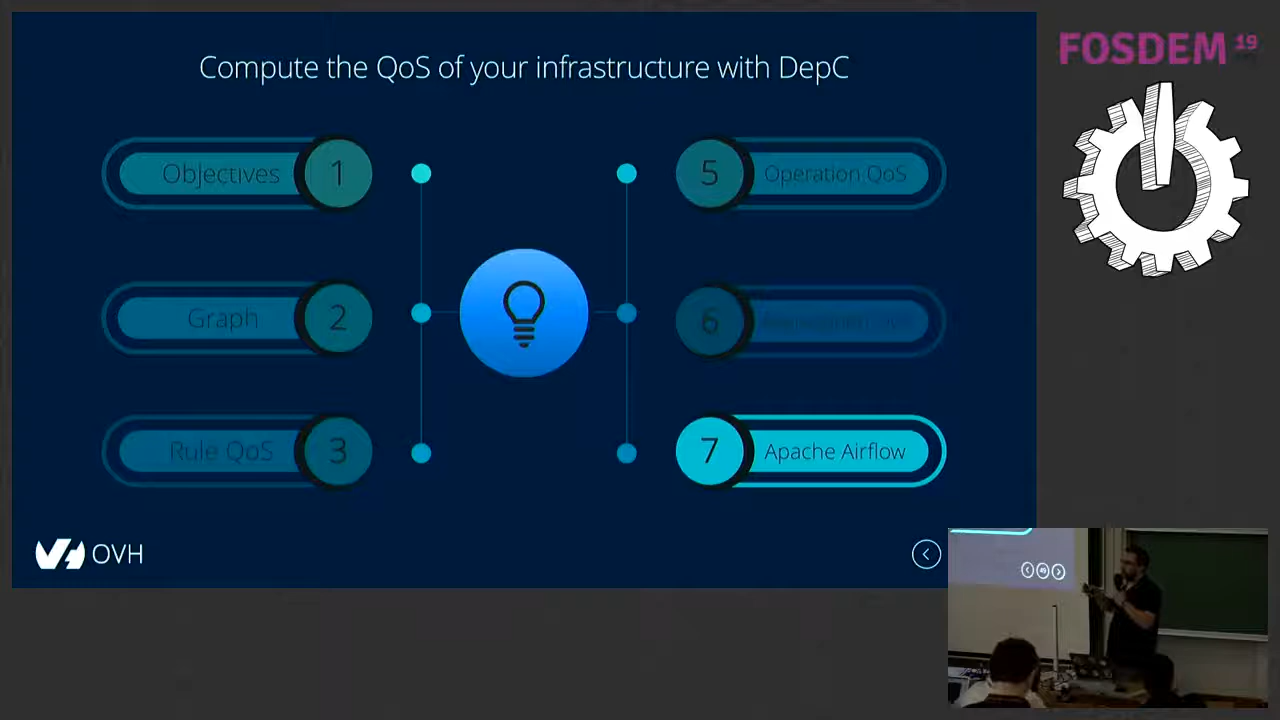 Compute the QoS of your infrastructure with DepC
Objectives 1
Graph 2
Rule QoS 3
5 Operation QoS
6
7 Apache Airflow
OVH
FOSDEM 19